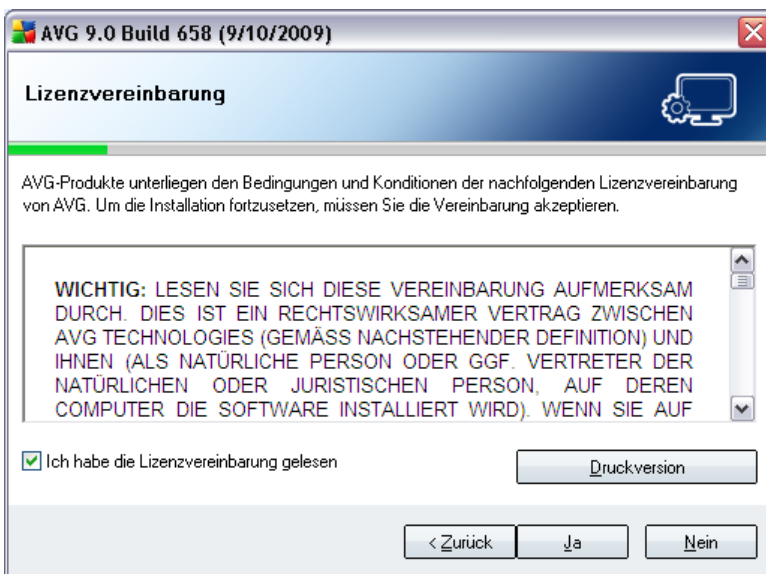 AVG 9.0 Build 658 (9/10/2009)
Lizenzvereinbarung
AVG-Produkte unterliegen den Bedingungen und Konditionen der nachfolgenden Lizenzvereinbarung
von AVG. Um die Installation fortzusetzen, müssen Sie die Vereinbarung akzeptieren.
WICHTIG: LESEN SIE SICH DIESE VEREINBARUNG AUFMERKSAM
DURCH. DIES IST EIN RECHTSWIRKSAMER VERTRAG ZWISCHEN
AVG TECHNOLOGIES (GEMÄSS NACHSTEHENDER DEFINITION) UND
IHNEN (ALS NATÜRLICHE PERSON ODER GGF. VERTRETER DER
NATÜRLICHEN ODER JURISTISCHEN PERSON, AUF DEREN
COMPUTER DIE SOFTWARE INSTALLIERT WIRD). WENN SIE AUF
Ich habe die Lizenzvereinbarung gelesen
Druckversion
< Zurück
Ja
Nein